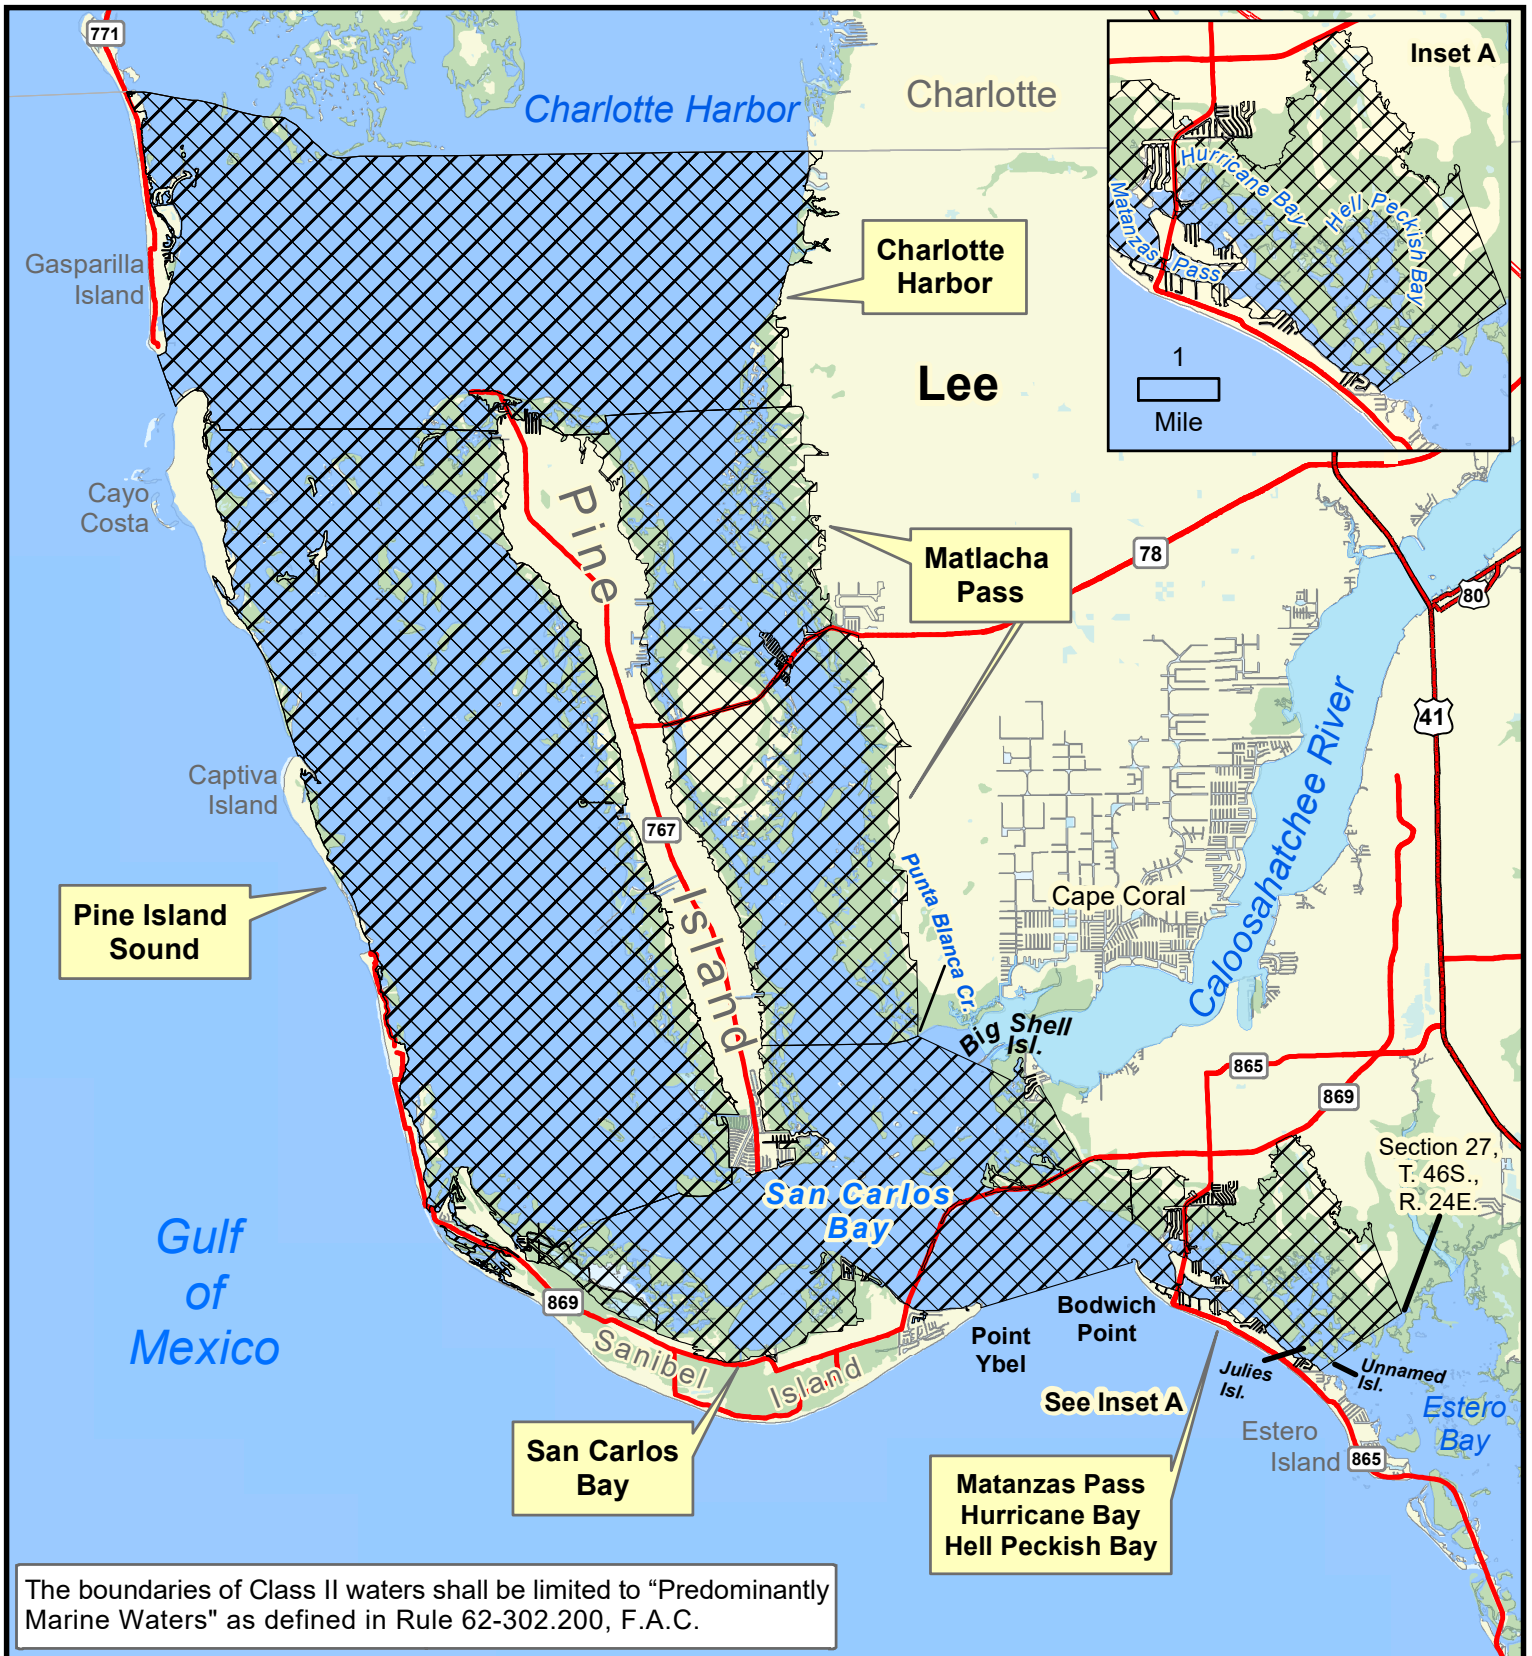 771
Charlotte Harbor
Charlotte
Inset A
Hurricane Bay
Hell Peckish Bay
Matanzas Pass
1
Mile
Gasparilla
Island
Charlotte
Harbor
Lee
Cayo
Costa
Pine Island
Matlacha
Pass
78
80
41
Captiva
Island
767
Caloosahatchee River
Cape Coral
Punta Blanca Cr.
Pine Island
Sound
Big Shell
Isl.
865
869
Section 27,
T. 46S.,
R. 24E.
San Carlos
Bay
Gulf
of
Mexico
869
Sanibel Island
Point
Ybel
Bodwich
Point
Julies
Isl.
Unnamed
Isl.
See Inset A
Estero
Bay
Estero
Island
865
San Carlos
Bay
Matanzas Pass
Hurricane Bay
Hell Peckish Bay
The boundaries of Class II waters shall be limited to “Predominantly
Marine Waters" as defined in Rule 62-302.200, F.A.C.